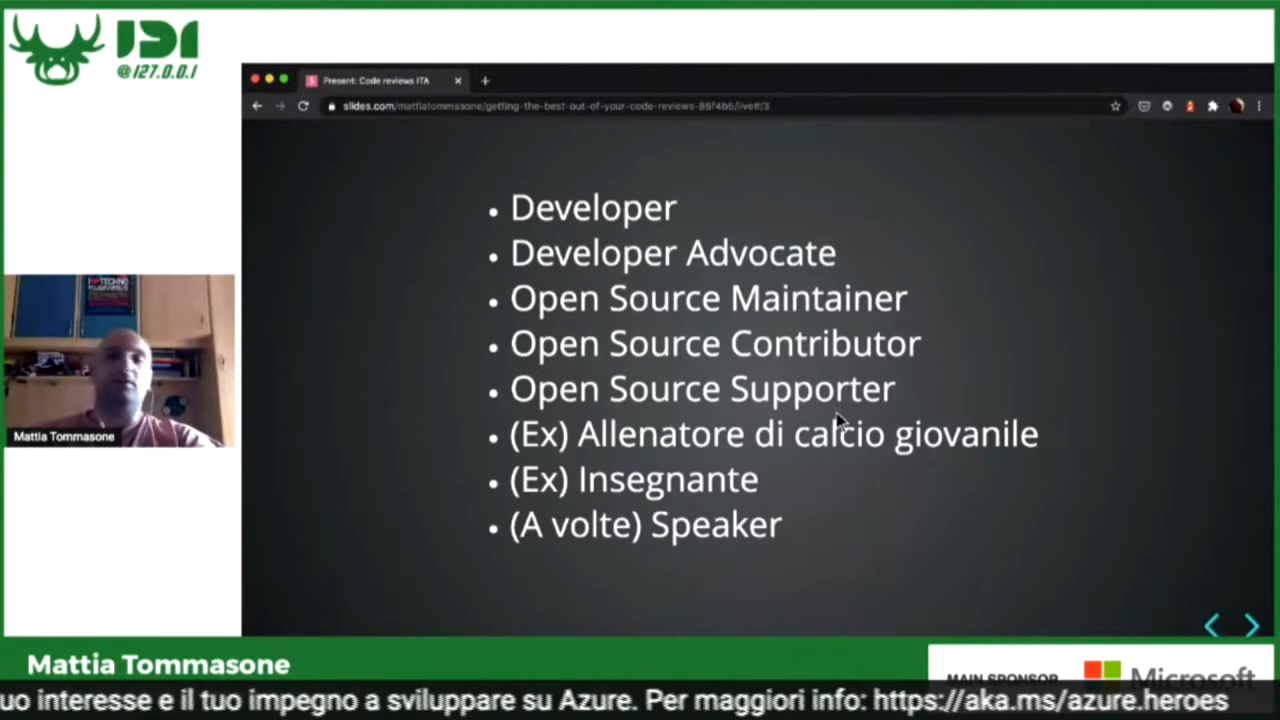 JDI
@127.0.0.1
Present: Code reviews ITA
slides.com/mattiatommasone/getting-the-best-out-of-your-code-reviews-86f4b6/live#/3
Developer
Developer Advocate
Open Source Maintainer
Open Source Contributor
Open Source Supporter
(Ex) Allenatore di calcio giovanile
(Ex) Insegnante
(A volte) Speaker
TECHNO
Mattia Tommasone
Mattia Tommasone
MAIN SPONSOR Microsoft
uo interesse e il tuo impegno a sviluppare su Azure. Per maggiori info: https://aka.ms/azure.heroes